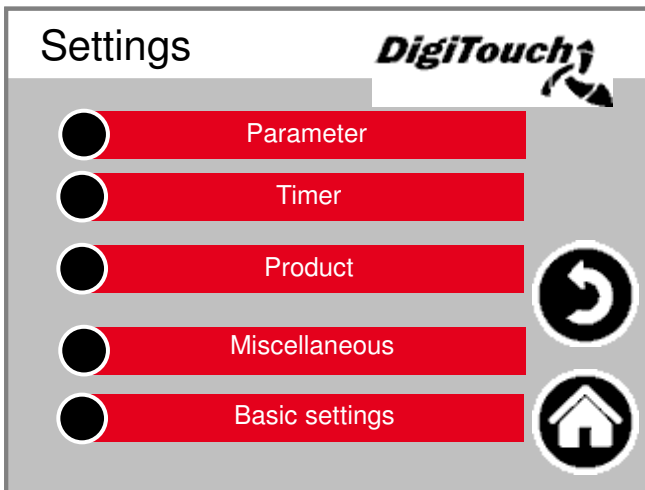 Settings
DigiTouch
Parameter
Timer
Product
Miscellaneous
Basic settings